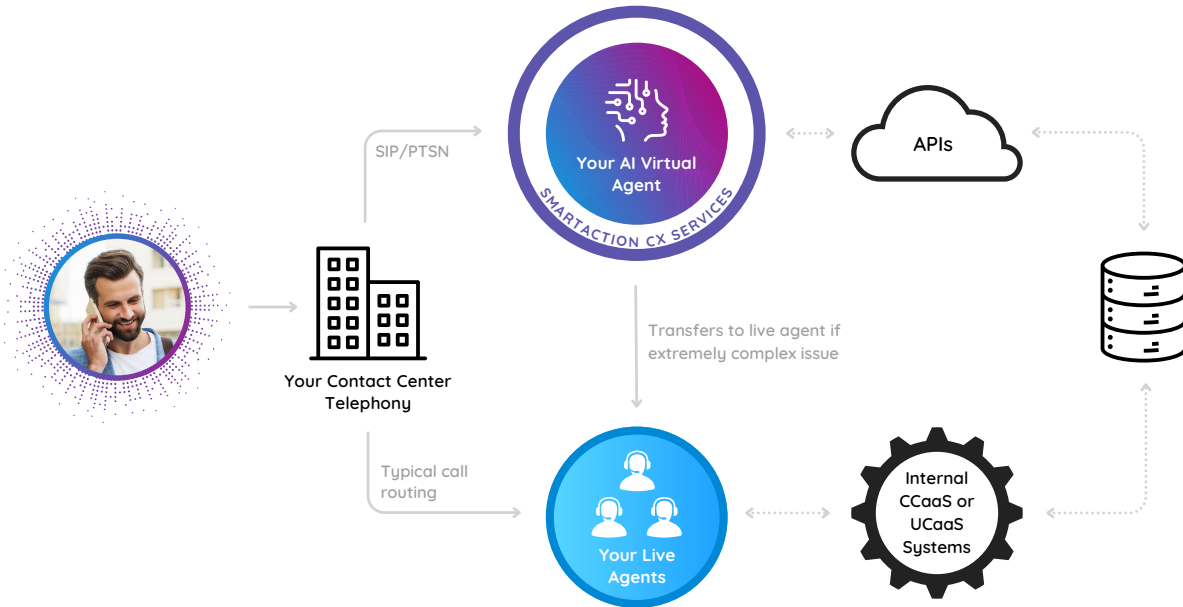 SIP/PTSN
Your AI Virtual
Agent
SMARTACTION CX SERVICES
APIs
Your Contact Center
Telephony
Transfers to live agent if
extremely complex issue
Typical call
routing
Your Live
Agents
Internal
CCaaS or
UCaaS
Systems